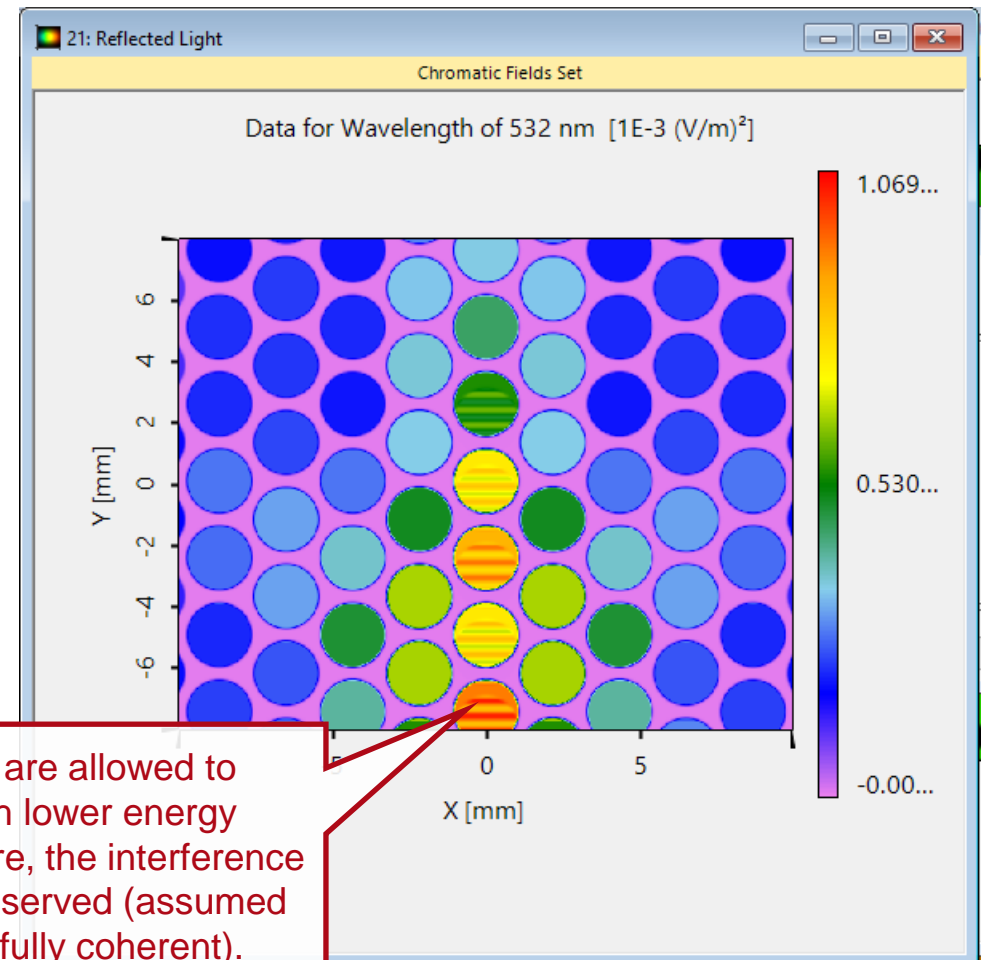 21: Reflected Light
Chromatic Fields Set
Data for Wavelength of 532 nm [1E-3 (V/m)²]
1.069...
0.530...
-0.00...
Y [mm]
6
4
2
0
-2
-4
-6
0
5
X [mm]
are allowed to
lower energy
re, the interference
served (assumed
fully coherent).